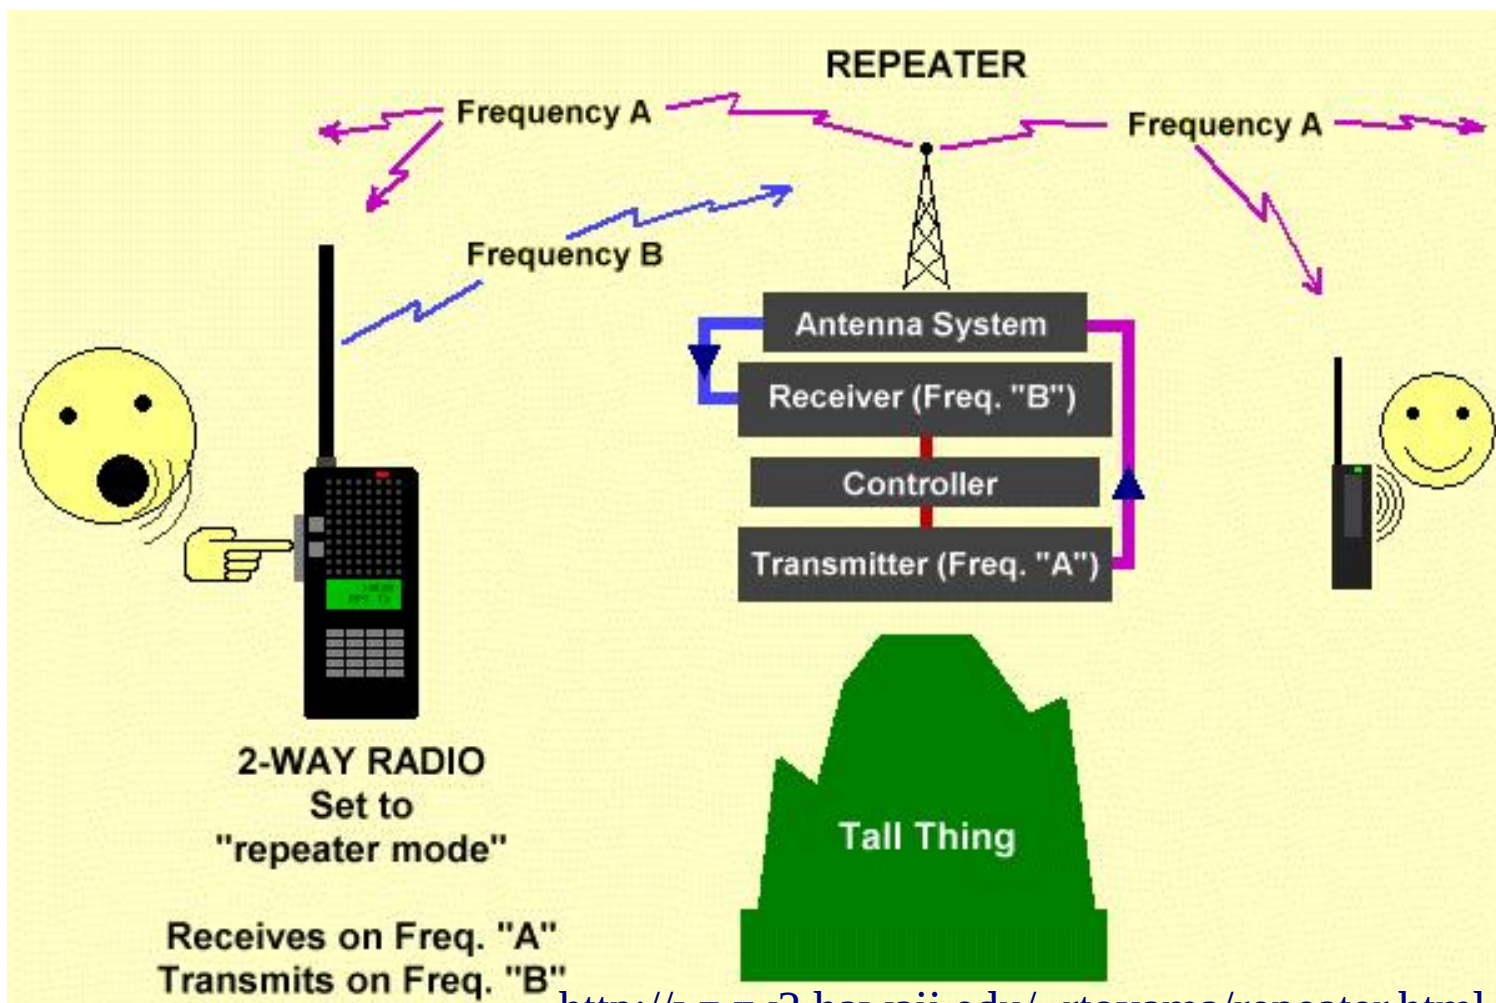 REPEATER
Frequency A
Frequency A
Frequency B
Antenna System
Receiver (Freq. "B")
Controller
Transmitter (Freq. "A")
2-WAY RADIO
Set to
"repeater mode"
Tall Thing
Receives on Freq. "A"
Transmits on Freq. "B"